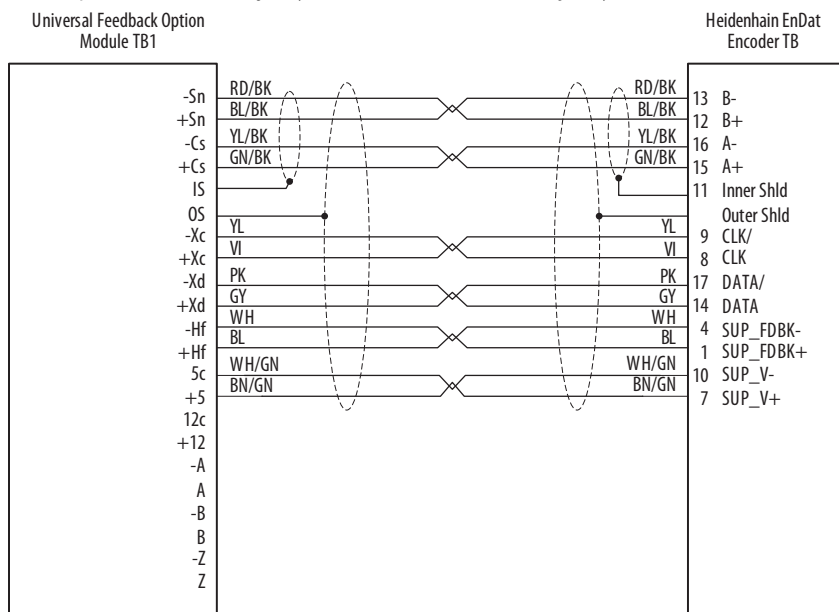 Universal Feedback Option
Module TB1
Heidenhain EnDat
Encoder TB
-Sn RD/BK RD/BK 13 B-
+Sn BL/BK BL/BK 12 B+
-Cs YL/BK YL/BK 16 A-
+Cs GN/BK GN/BK 15 A+
IS 11 Inner Shld
OS Outer Shld
-Xc YL YL 9 CLK/
+Xc VI VI 8 CLK
-Xd PK PK 17 DATA/
+Xd GY GY 14 DATA
-Hf WH WH 4 SUP_FDBK-
+Hf BL BL 1 SUP_FDBK+
5c WH/GN WH/GN 10 SUP_V-
+5 BN/GN BN/GN 7 SUP_V+
12c
+12
-A
A
-B
B
-Z
Z